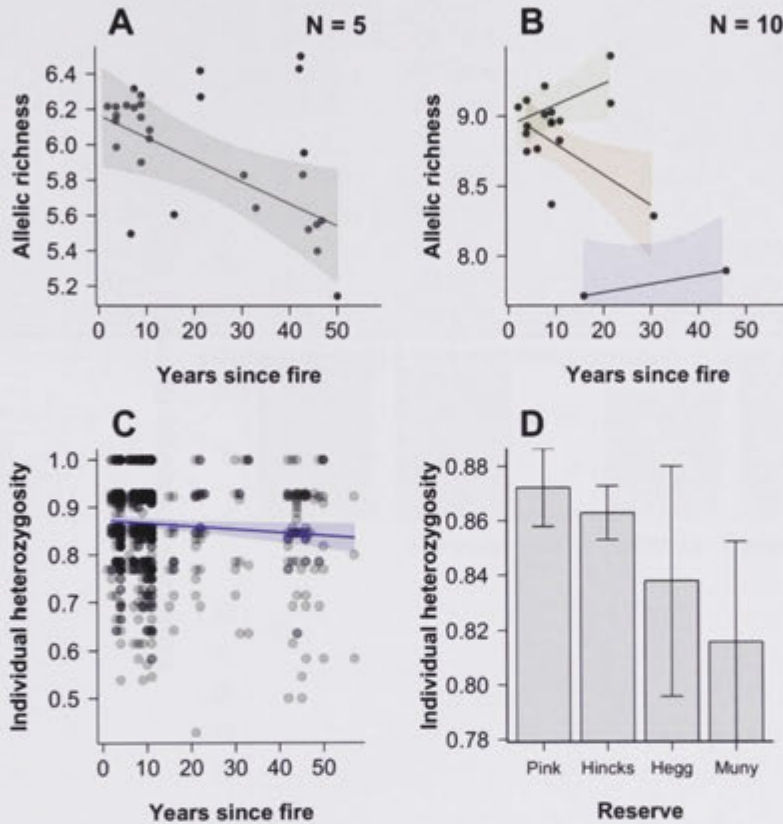 A
N = 5
Allelic richness
6.4
6.2
6.0
5.8
5.6
5.4
5.2
0 10 20 30 40 50
Years since fire
B
N = 10
Allelic richness
9.0
8.5
8.0
0 10 20 30 40 50
Years since fire
C
Individual heterozygosity
1.0
0.9
0.8
0.7
0.6
0.5
0 10 20 30 40 50
Years since fire
D
Individual heterozygosity
0.88
0.86
0.84
0.82
0.80
0.78
Pink Hincks Hegg Muny
Reserve